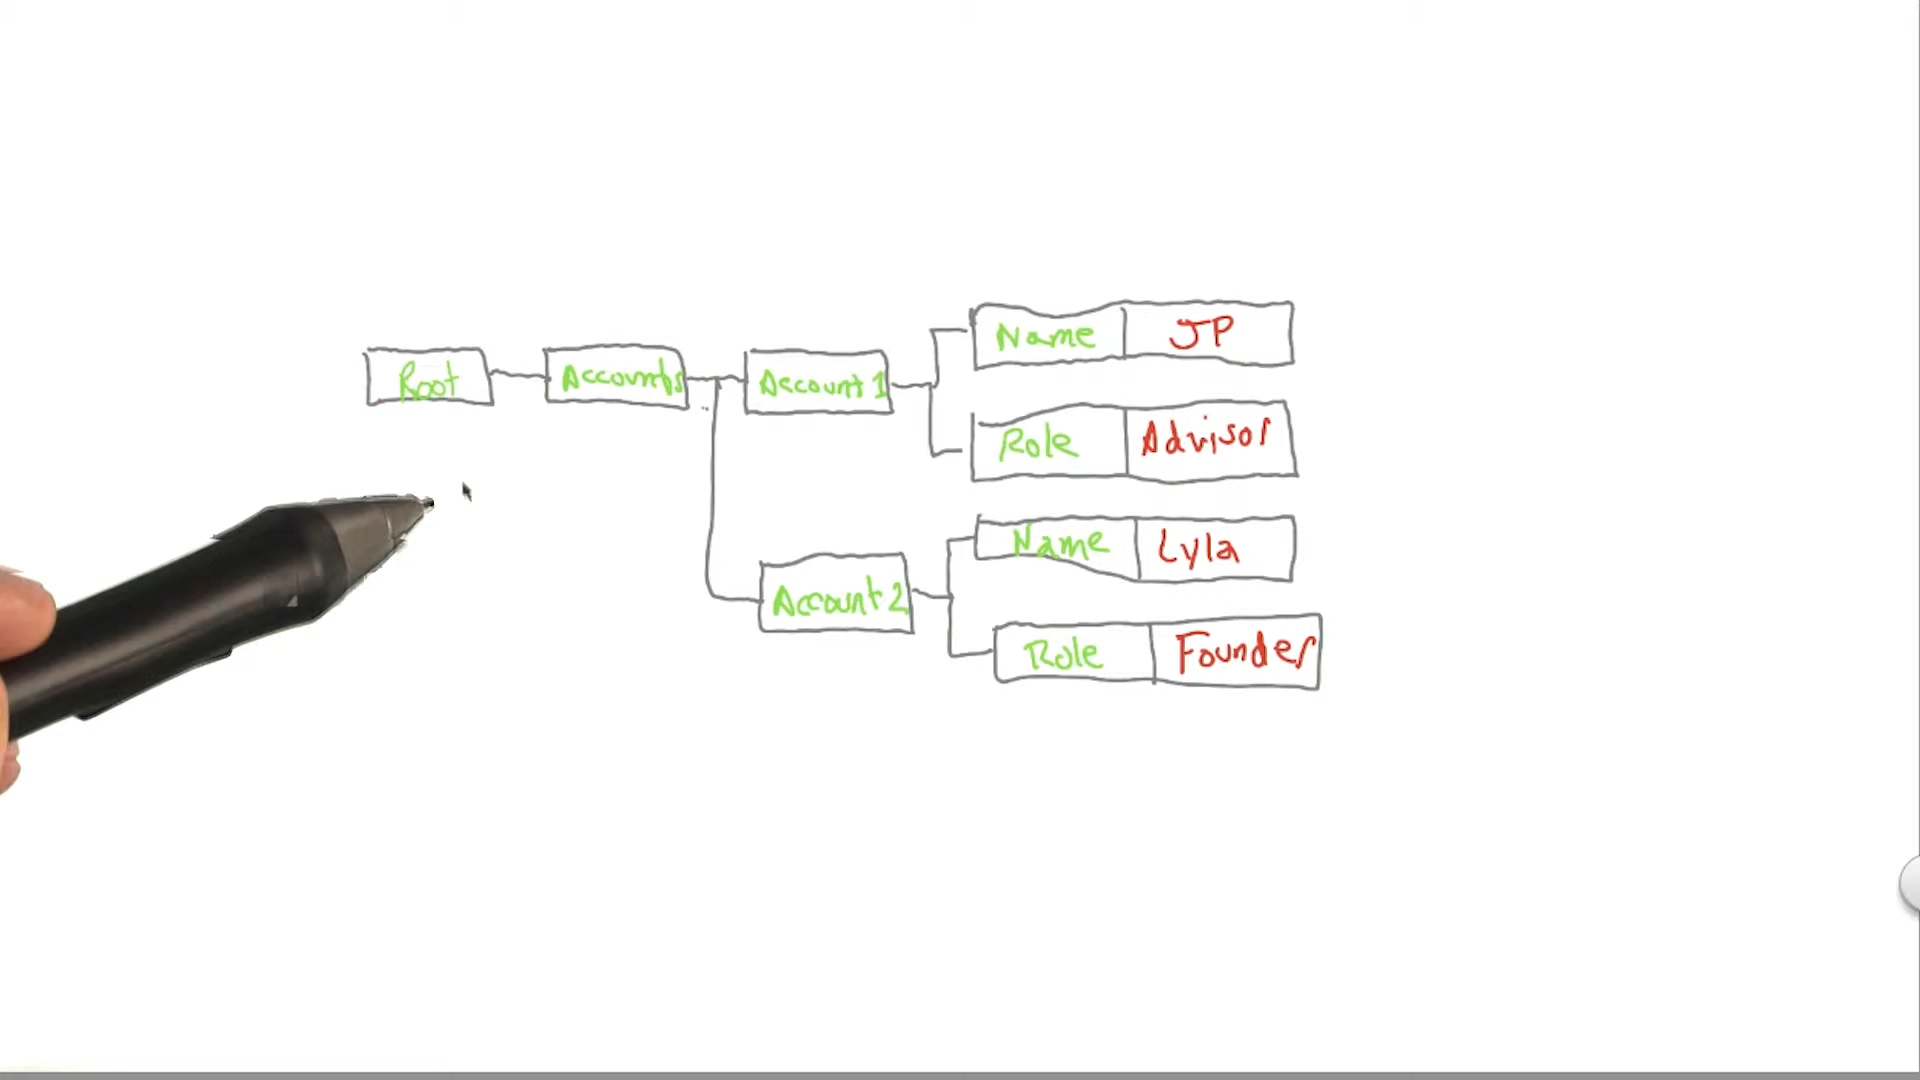 Root
Accounts
Account 1
Name JP
Role Advisor
Account 2
Name Lyla
Role Founder